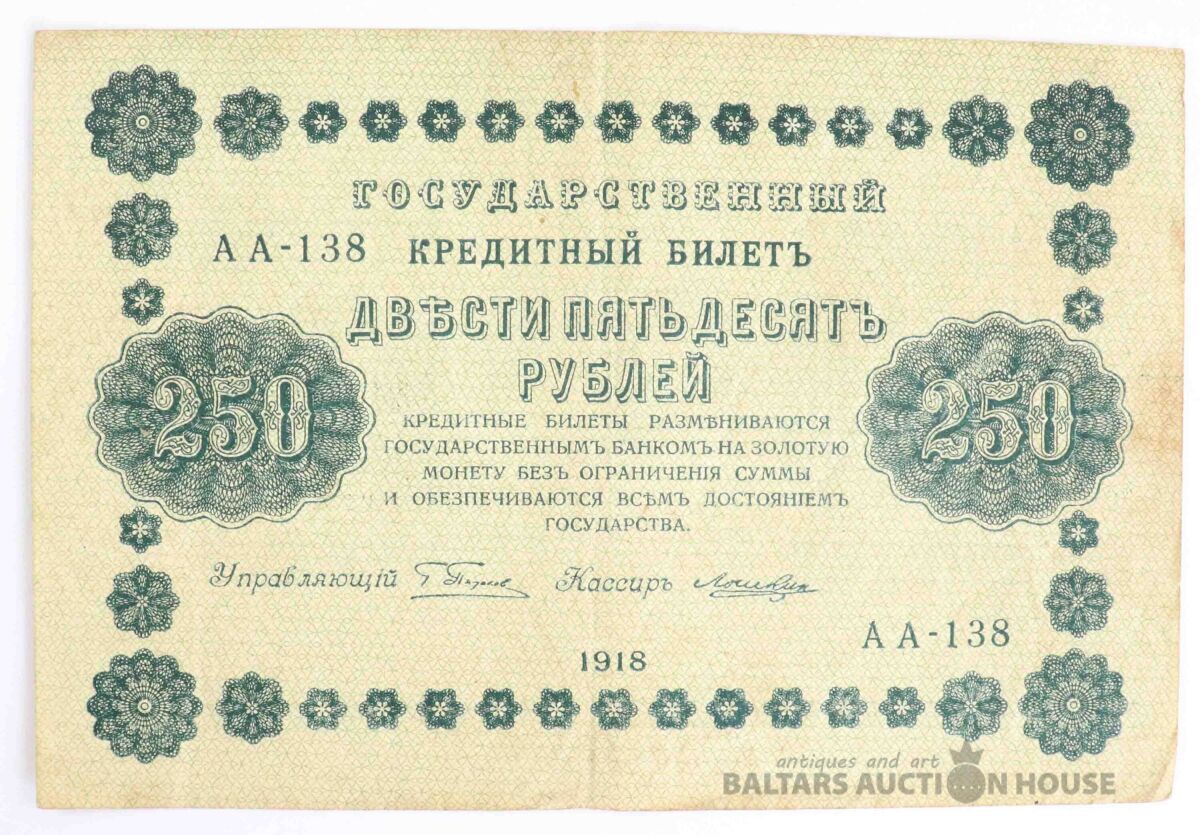 ГОСУДАРСТВЕННЫЙ
АА-138 КРЕДИТНЫЙ БИЛЕТЪ
ДВѢСТИ ПЯТЬДЕСЯТЪ
РУБЛЕЙ
250
250
КРЕДИТНЫЕ БИЛЕТЫ РАЗМѢНИВАЮТСЯ
ГОСУДАРСТВЕННЫМЪ БАНКОМЪ НА ЗОЛОТУЮ
МОНЕТУ БЕЗЪ ОГРАНИЧЕНІЯ СУММЫ
И ОБЕЗПЕЧИВАЮТСЯ ВСѢМЪ ДОСТОЯНІЕМЪ
ГОСУДАРСТВА.
Управляющій Кассиръ
АА-138
1918
antiques and art
BALTARS AUCTION HOUSE